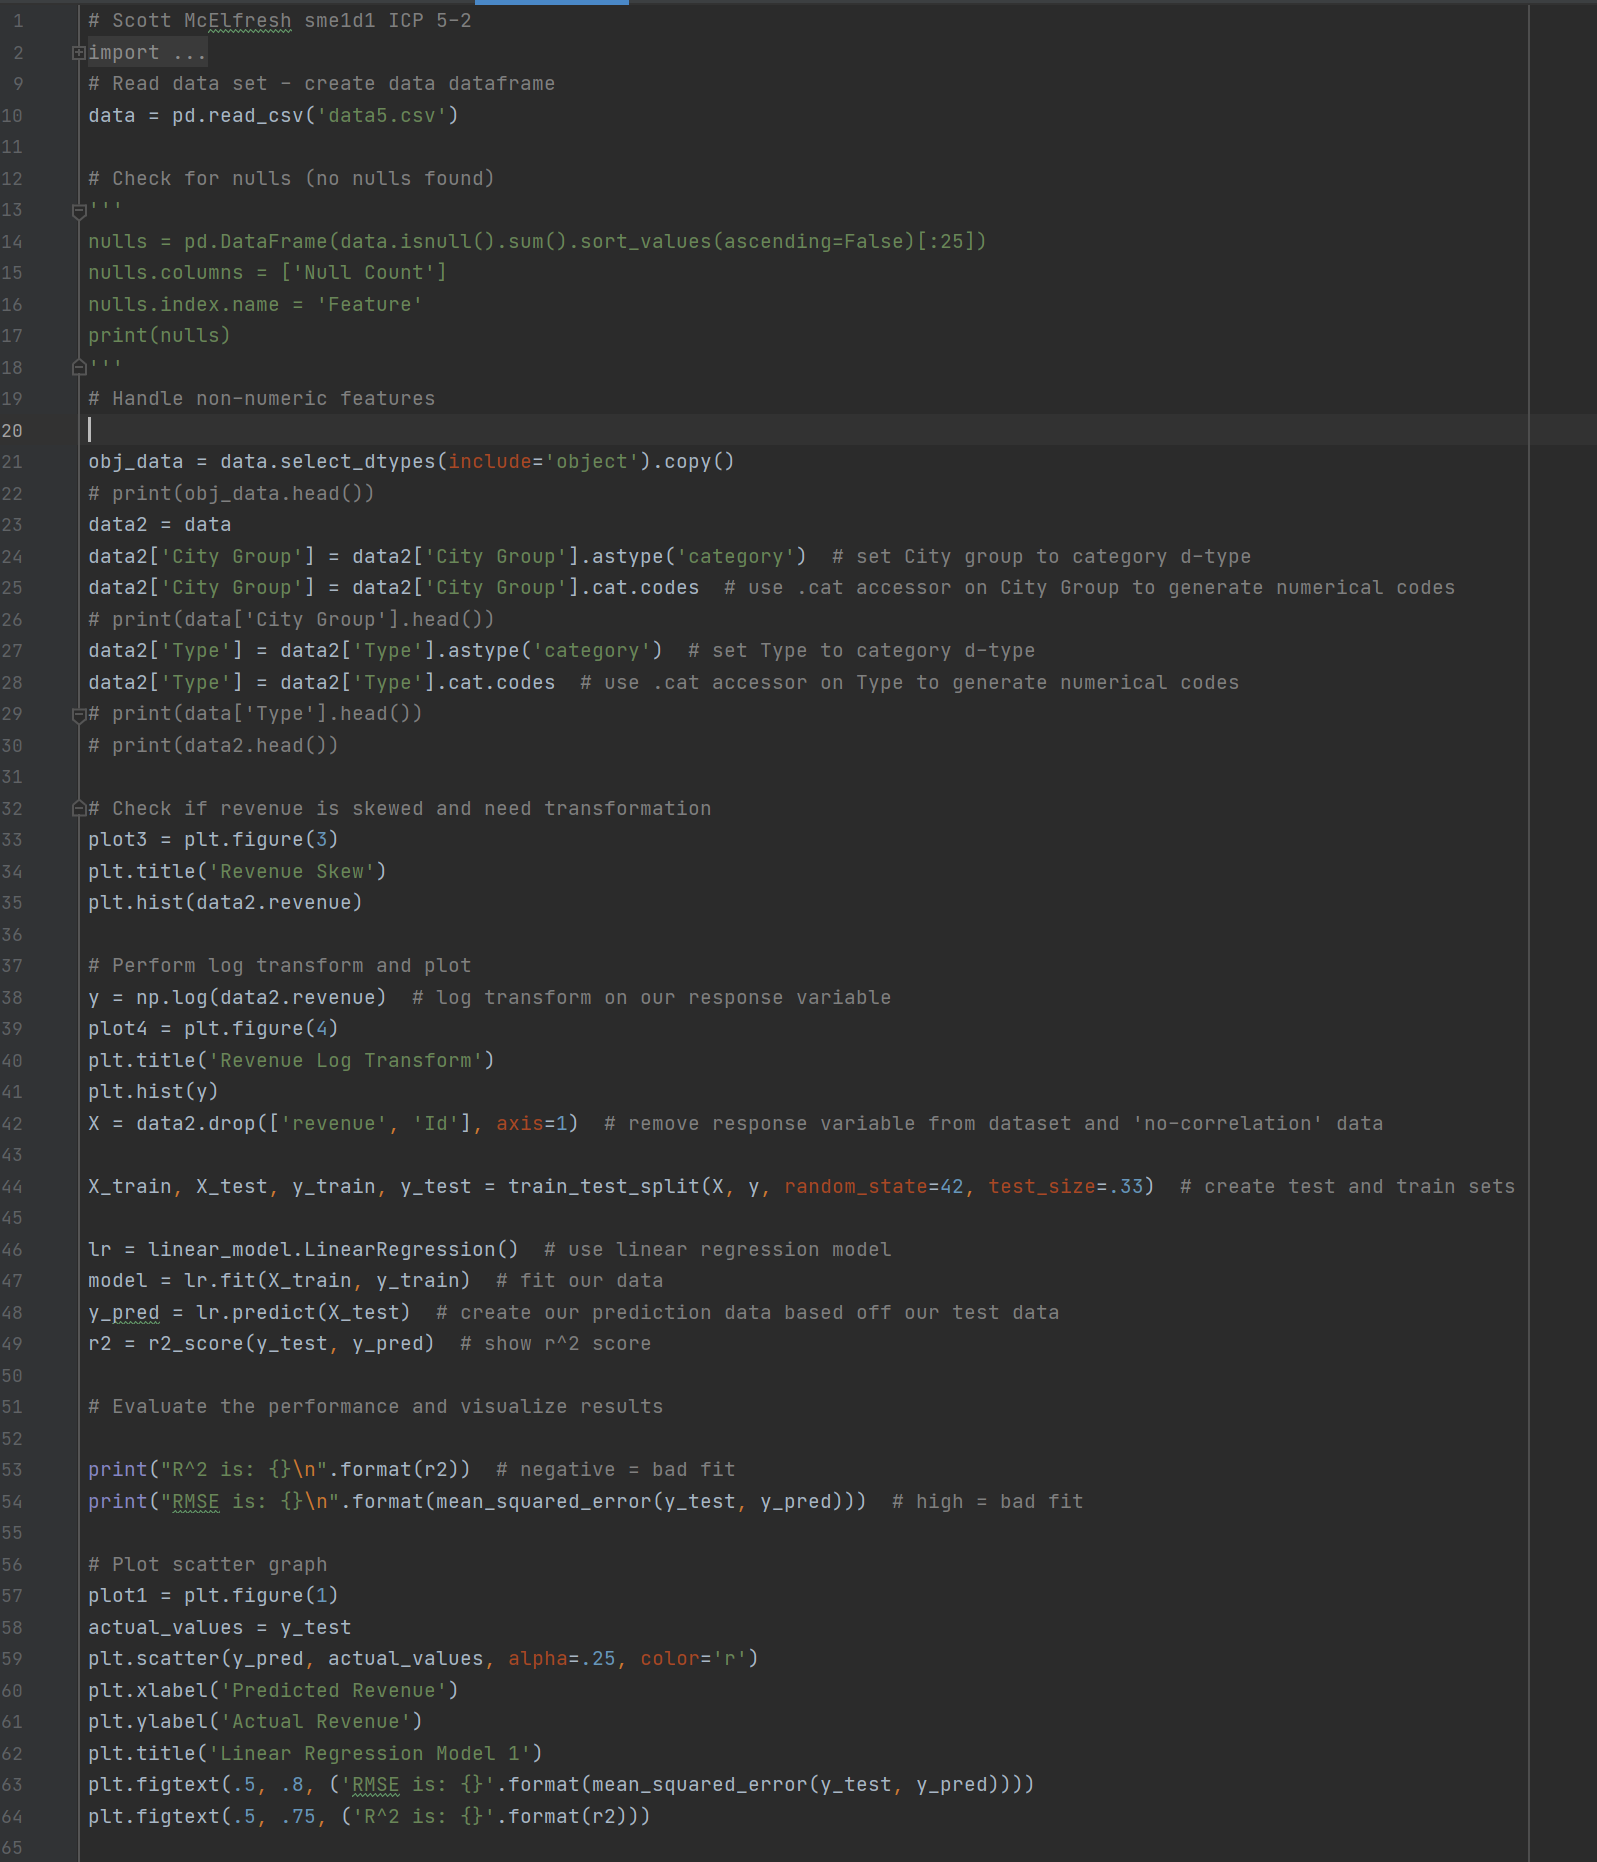 1 # Scott McElfresh sme1d1 ICP 5-2
2 import ...
9 # Read data set - create data dataframe
10 data = pd.read_csv('data5.csv')
11
12 # Check for nulls (no nulls found)
13 '''
14 nulls = pd.DataFrame(data.isnull().sum().sort_values(ascending=False)[:25])
15 nulls.columns = ['Null Count']
16 nulls.index.name = 'Feature'
17 print(nulls)
18 '''
19 # Handle non-numeric features
20
21 obj_data = data.select_dtypes(include='object').copy()
22 # print(obj_data.head())
23 data2 = data
24 data2['City Group'] = data2['City Group'].astype('category')  # set City group to category d-type
25 data2['City Group'] = data2['City Group'].cat.codes  # use .cat accessor on City Group to generate numerical codes
26 # print(data['City Group'].head())
27 data2['Type'] = data2['Type'].astype('category')  # set Type to category d-type
28 data2['Type'] = data2['Type'].cat.codes  # use .cat accessor on Type to generate numerical codes
29 # print(data['Type'].head())
30 # print(data2.head())
31
32 # Check if revenue is skewed and need transformation
33 plot3 = plt.figure(3)
34 plt.title('Revenue Skew')
35 plt.hist(data2.revenue)
36
37 # Perform log transform and plot
38 y = np.log(data2.revenue)  # log transform on our response variable
39 plot4 = plt.figure(4)
40 plt.title('Revenue Log Transform')
41 plt.hist(y)
42 X = data2.drop(['revenue', 'Id'], axis=1)  # remove response variable from dataset and 'no-correlation' data
43
44 X_train, X_test, y_train, y_test = train_test_split(X, y, random_state=42, test_size=.33)  # create test and train sets
45
46 lr = linear_model.LinearRegression()  # use linear regression model
47 model = lr.fit(X_train, y_train)  # fit our data
48 y_pred = lr.predict(X_test)  # create our prediction data based off our test data
49 r2 = r2_score(y_test, y_pred)  # show r^2 score
50
51 # Evaluate the performance and visualize results
52
53 print("R^2 is: {}\n".format(r2))  # negative = bad fit
54 print("RMSE is: {}\n".format(mean_squared_error(y_test, y_pred)))  # high = bad fit
55
56 # Plot scatter graph
57 plot1 = plt.figure(1)
58 actual_values = y_test
59 plt.scatter(y_pred, actual_values, alpha=.25, color='r')
60 plt.xlabel('Predicted Revenue')
61 plt.ylabel('Actual Revenue')
62 plt.title('Linear Regression Model 1')
63 plt.figtext(.5, .8, ('RMSE is: {}'.format(mean_squared_error(y_test, y_pred))))
64 plt.figtext(.5, .75, ('R^2 is: {}'.format(r2)))
65